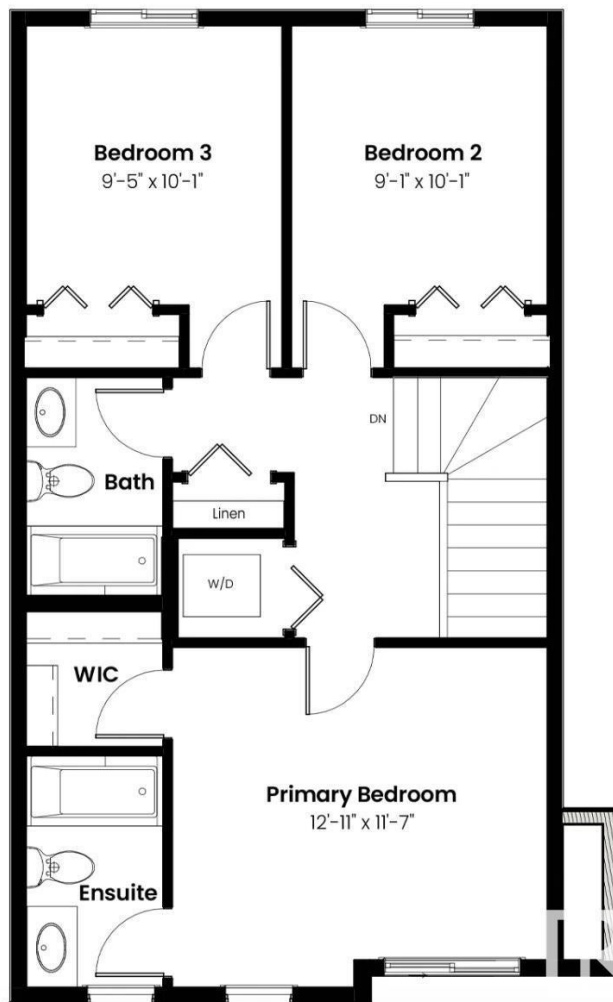 Bedroom 3
9'-5" x 10'-1"
Bedroom 2
9'-1" x 10'-1"
DN
Bath
Linen
W/D
WIC
Primary Bedroom
12'-11" x 11'-7"
Ensuite